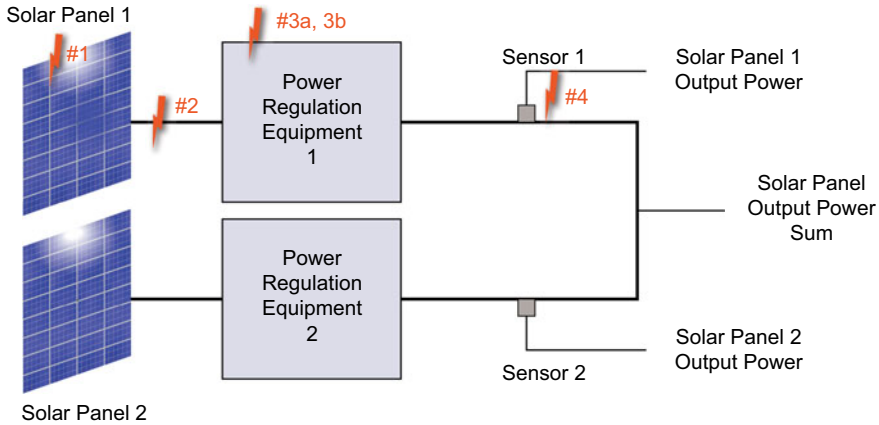 Solar Panel 1
#1
#2
#3a, 3b
Power
Regulation
Equipment
1
Sensor 1
#4
Solar Panel 1
Output Power
Solar Panel
Output Power
Sum
Power
Regulation
Equipment
2
Sensor 2
Solar Panel 2
Output Power
Solar Panel 2